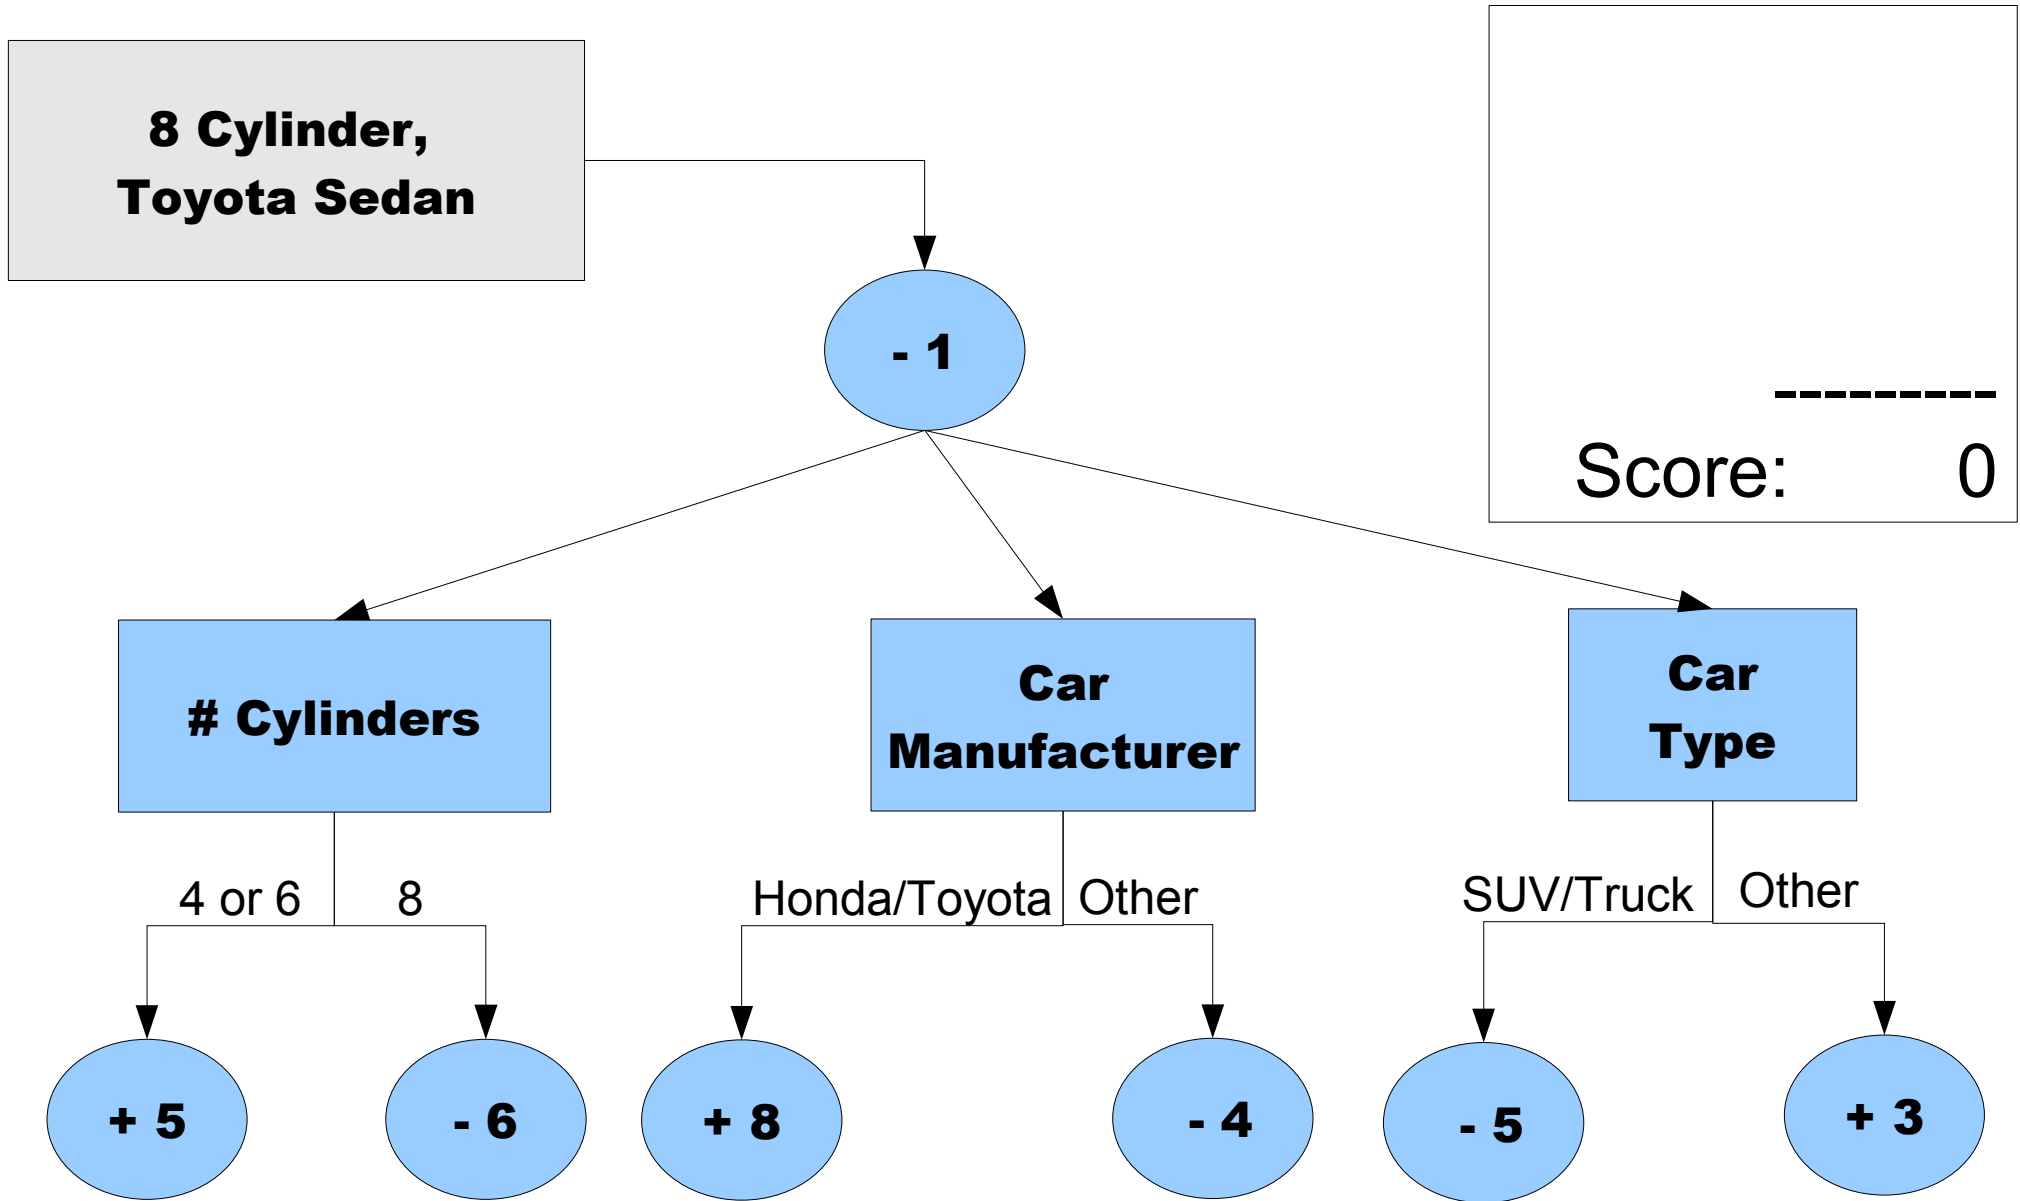 8 Cylinder,
Toyota Sedan
- 1
---------
Score: 0
# Cylinders
Car
Manufacturer
Car
Type
4 or 6 8
Honda/Toyota Other
SUV/Truck Other
+ 5
- 6
+ 8
- 4
- 5
+ 3